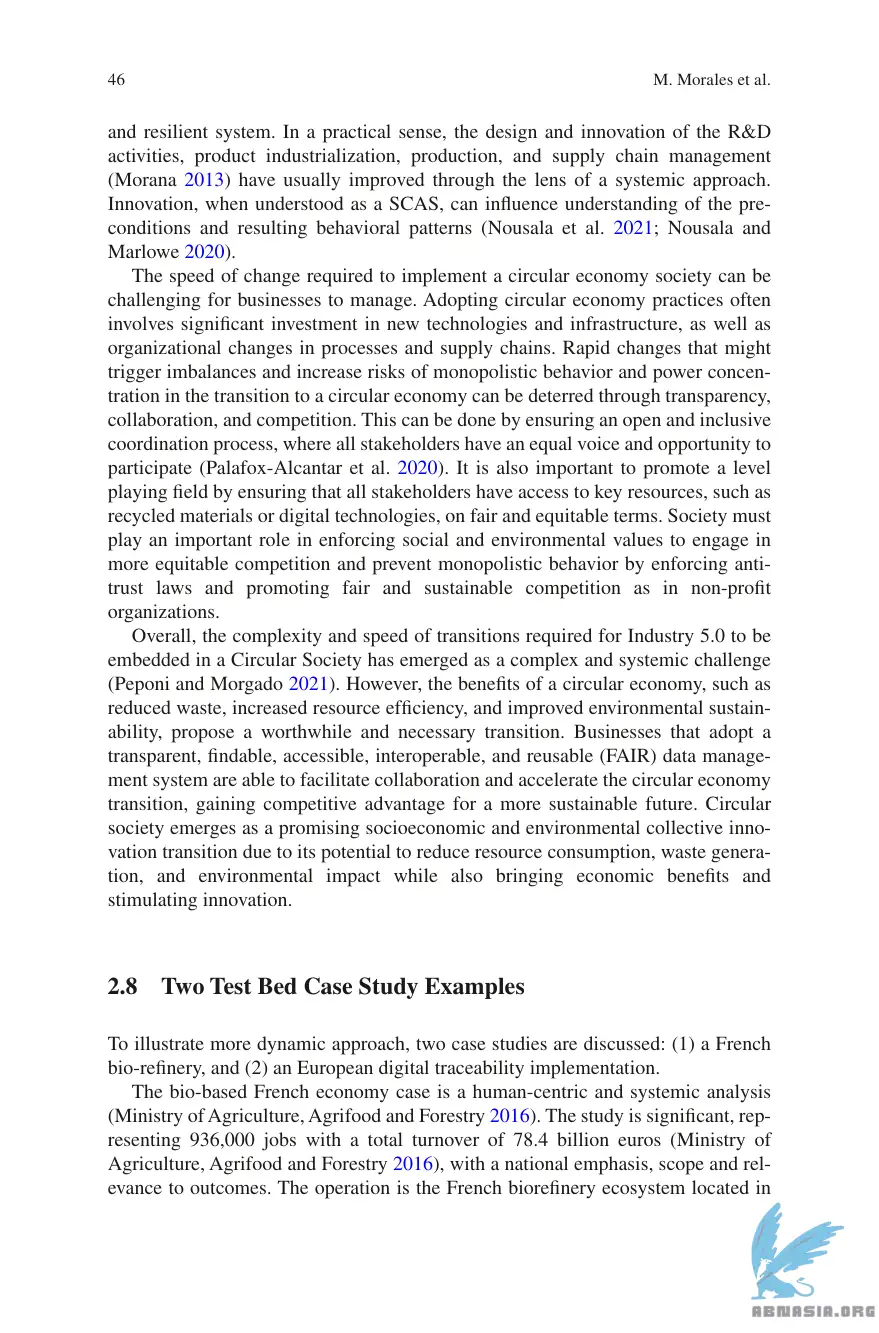 46
M. Morales et al.
and resilient system. In a practical sense, the design and innovation of the R&D
activities, product industrialization, production, and supply chain management
(Morana 2013) have usually improved through the lens of a systemic approach.
Innovation, when understood as a SCAS, can influence understanding of the pre-
conditions and resulting behavioral patterns (Nousala et al. 2021; Nousala and
Marlowe 2020).
The speed of change required to implement a circular economy society can be
challenging for businesses to manage. Adopting circular economy practices often
involves significant investment in new technologies and infrastructure, as well as
organizational changes in processes and supply chains. Rapid changes that might
trigger imbalances and increase risks of monopolistic behavior and power concen-
tration in the transition to a circular economy can be deterred through transparency,
collaboration, and competition. This can be done by ensuring an open and inclusive
coordination process, where all stakeholders have an equal voice and opportunity to
participate (Palafox-Alcantar et al. 2020). It is also important to promote a level
playing field by ensuring that all stakeholders have access to key resources, such as
recycled materials or digital technologies, on fair and equitable terms. Society must
play an important role in enforcing social and environmental values to engage in
more equitable competition and prevent monopolistic behavior by enforcing anti-
trust laws and promoting fair and sustainable competition as in non-profit
organizations.
Overall, the complexity and speed of transitions required for Industry 5.0 to be
embedded in a Circular Society has emerged as a complex and systemic challenge
(Peponi and Morgado 2021). However, the benefits of a circular economy, such as
reduced waste, increased resource efficiency, and improved environmental sustain-
ability, propose a worthwhile and necessary transition. Businesses that adopt a
transparent, findable, accessible, interoperable, and reusable (FAIR) data manage-
ment system are able to facilitate collaboration and accelerate the circular economy
transition, gaining competitive advantage for a more sustainable future. Circular
society emerges as a promising socioeconomic and environmental collective inno-
vation transition due to its potential to reduce resource consumption, waste genera-
tion, and environmental impact while also bringing economic benefits and
stimulating innovation.
2.8 Two Test Bed Case Study Examples
To illustrate more dynamic approach, two case studies are discussed: (1) a French
bio-refinery, and (2) an European digital traceability implementation.
The bio-based French economy case is a human-centric and systemic analysis
(Ministry of Agriculture, Agrifood and Forestry 2016). The study is significant, rep-
resenting 936,000 jobs with a total turnover of 78.4 billion euros (Ministry of
Agriculture, Agrifood and Forestry 2016), with a national emphasis, scope and rel-
evance to outcomes. The operation is the French biorefinery ecosystem located in
ABNASIA.ORG